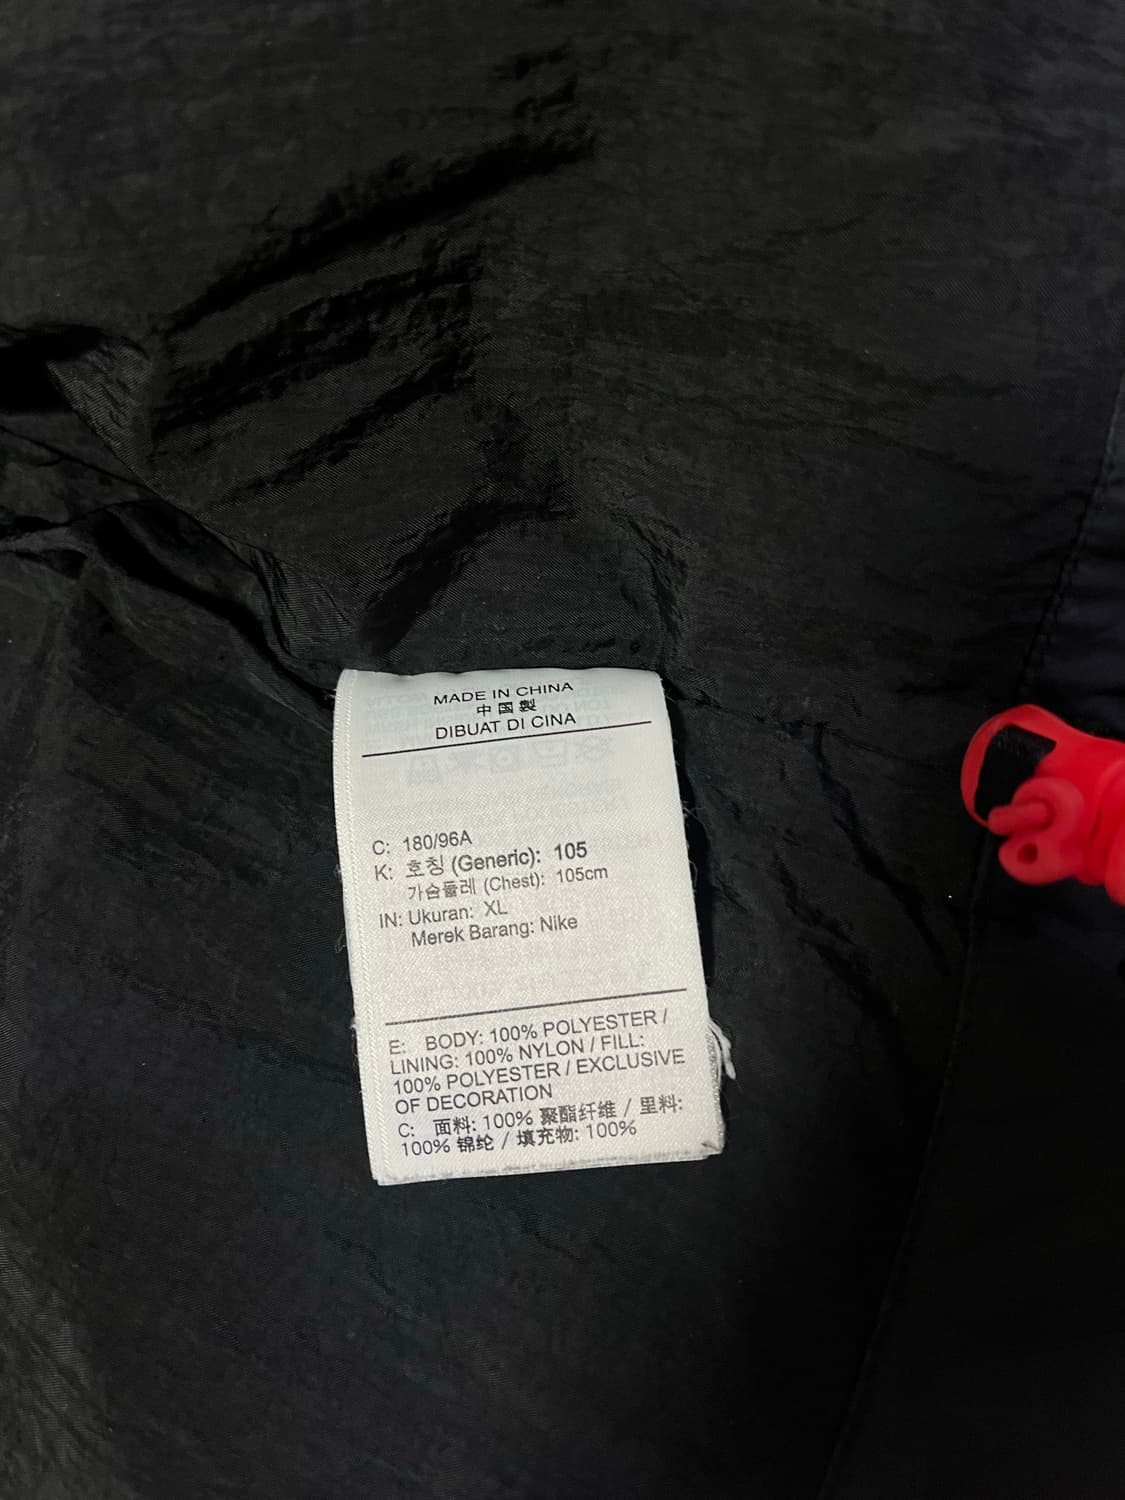 MADE IN CHINA
中国製
DIBUAT DI CINA
C: 180/96A
K: 호칭 (Generic): 105
가슴둘레 (Chest): 105cm
IN: Ukuran: XL
Merek Barang: Nike
E: BODY: 100% POLYESTER /
LINING: 100% NYLON / FILL:
100% POLYESTER / EXCLUSIVE
OF DECORATION
C: 面料: 100% 聚酯纤维 / 里料:
100% 锦纶 / 填充物: 100%